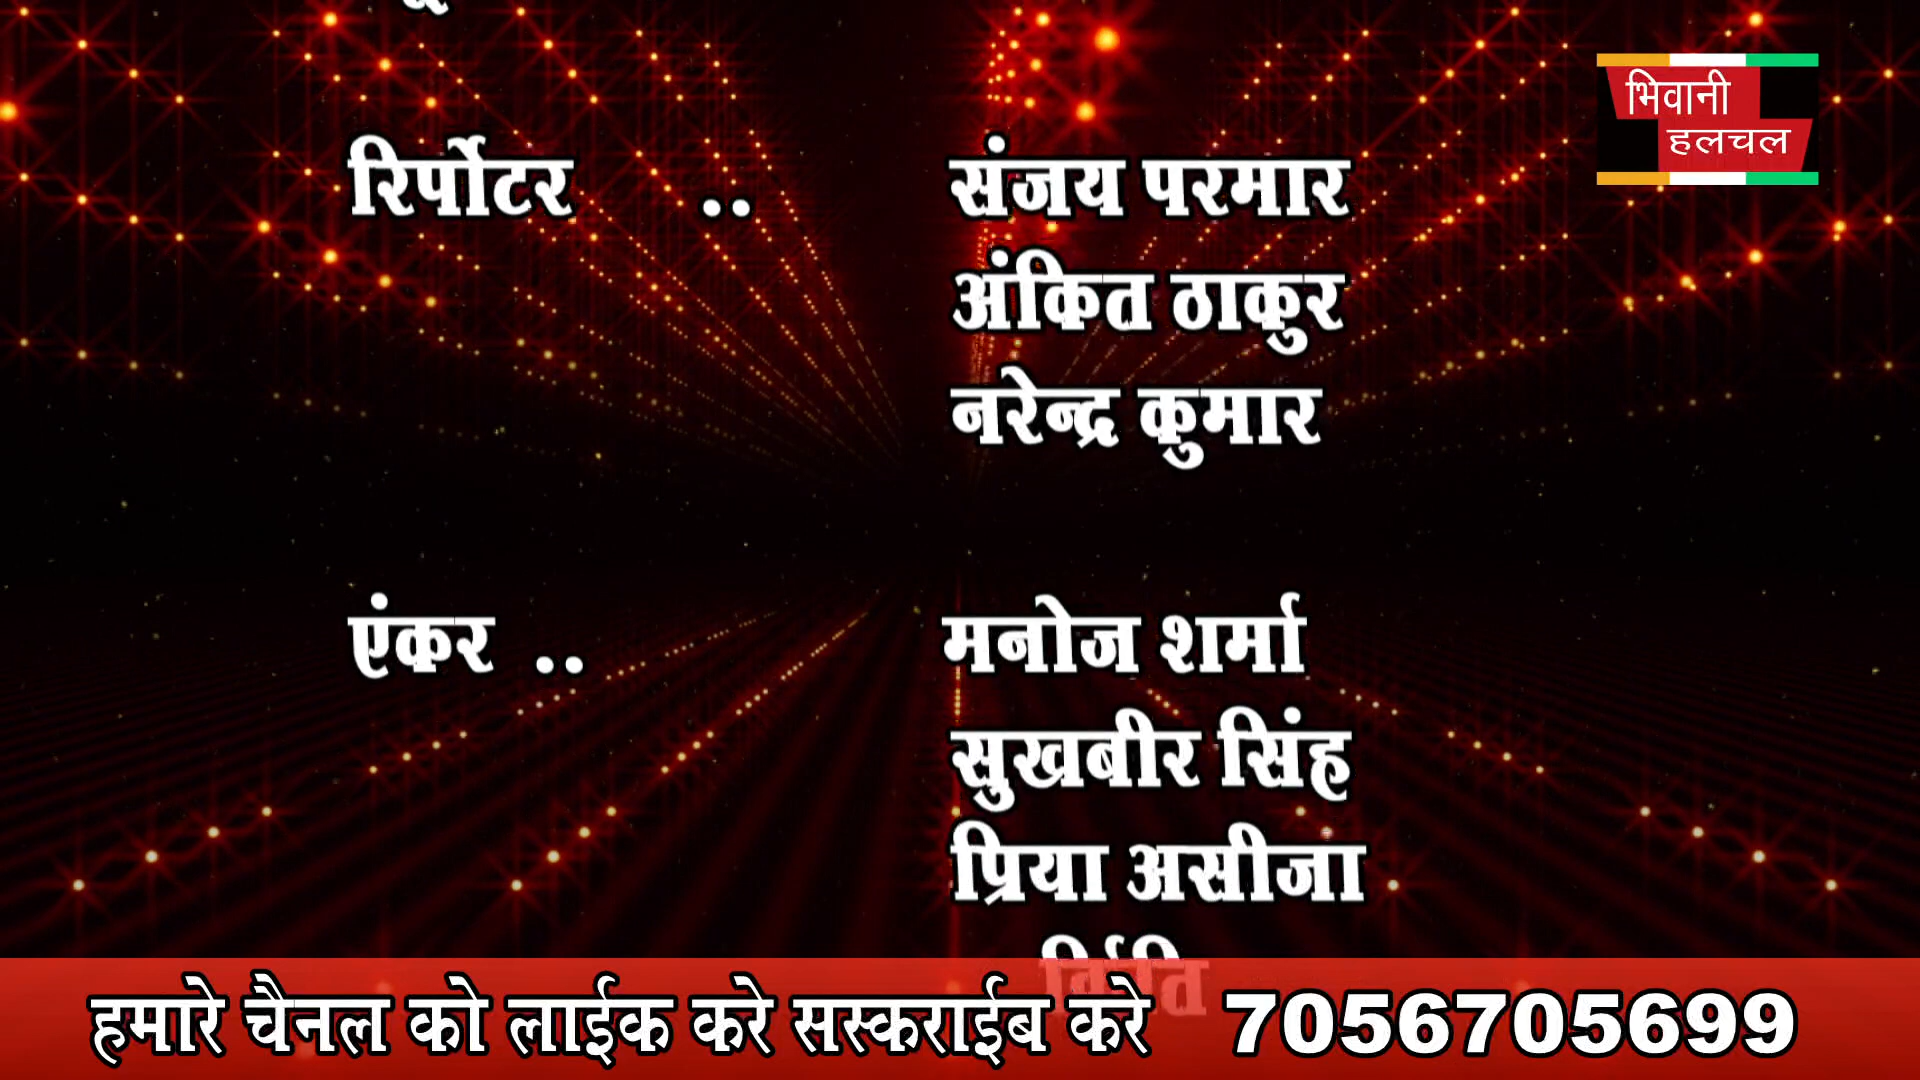 भिवानी
हलचल
रिर्पोटर .. संजय परमार
अंकित ठाकुर
नरेन्द्र कुमार
एंकर .. मनोज शर्मा
सुखबीर सिंह
प्रिया असीजा
हमारे चैनल को लाईक करे सस्कराईब करे 7056705699